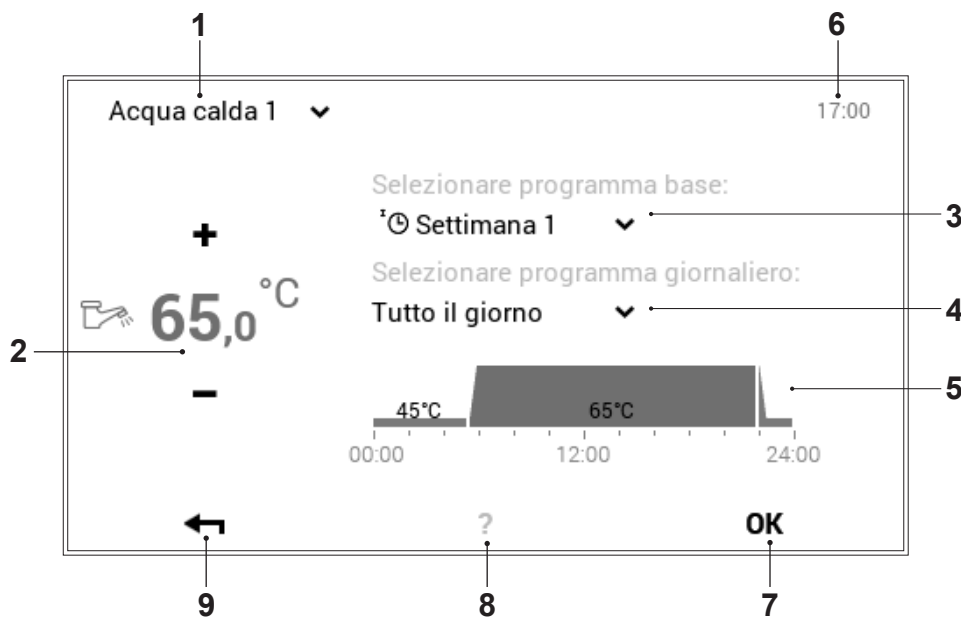 1 6
Acqua calda 1 17:00
Selezionare programma base:
Settimana 1 3
+
Selezionare programma giornaliero:
65,0 °C
Tutto il giorno 4
2
−
5
45°C 65°C
00:00 12:00 24:00
? OK
9 8 7